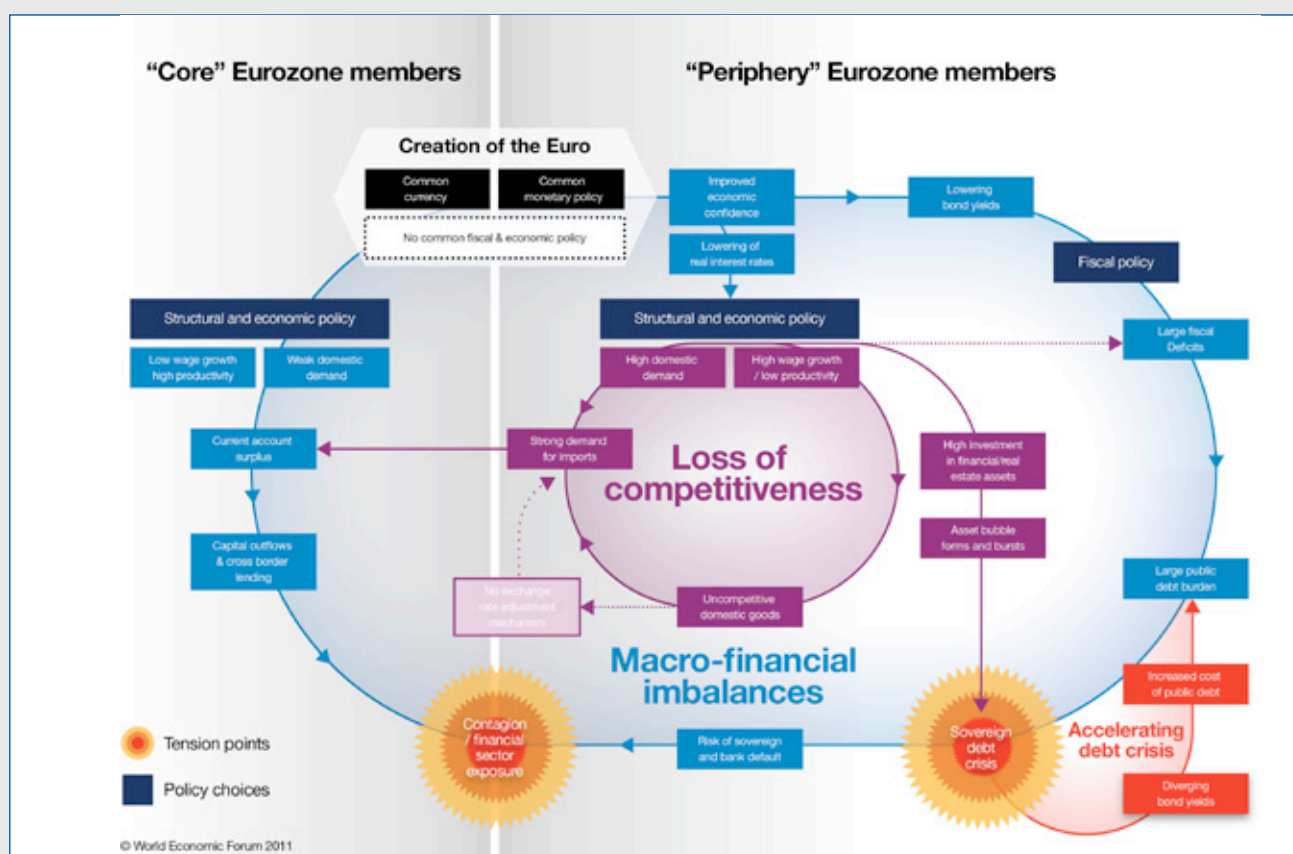 “Core” Eurozone members
“Periphery” Eurozone members
Creation of the Euro
Common
currency
Common
monetary policy
No common fiscal & economic policy
Improved
economic
confidence
Lowering
bond yields
Lowering of
real interest rates
Fiscal policy
Structural and economic policy
Structural and economic policy
Large fiscal
Deficits
Low wage growth
high productivity
Weak domestic
demand
High domestic
demand
High wage growth
/ low productivity
Current account
surplus
Strong demand
for imports
Loss of
competitiveness
High investment
in financial/real
estate assets
Asset bubble
forms and bursts
Capital outflows
& cross border
lending
Large public
debt burden
No exchange
rate adjustment
mechanism
Uncompetitive
domestic goods
Macro-financial
imbalances
Increased cost
of public debt
Contagion
/ financial
sector
exposure
Risk of sovereign
and bank default
Sovereign
debt
crisis
Accelerating
debt crisis
Diverging
bond yields
Tension points
Policy choices
© World Economic Forum 2011